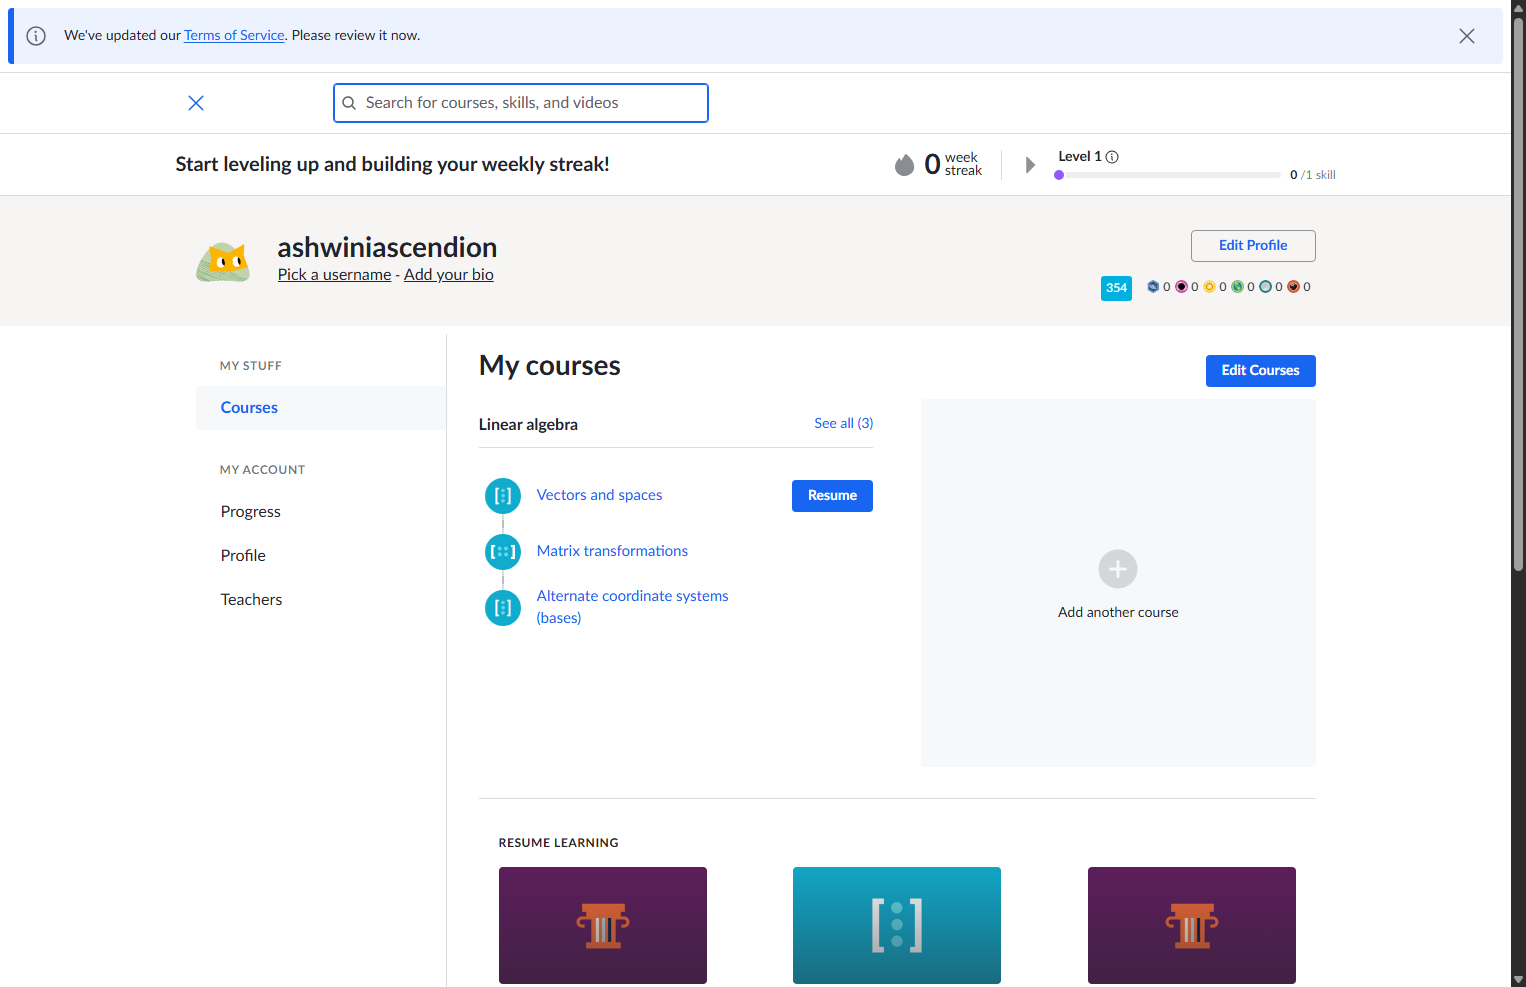 We've updated our Terms of Service. Please review it now.
Search for courses, skills, and videos
Start leveling up and building your weekly streak!
0 week streak
Level 1
0 /1 skill
ashwiniascendion
Pick a username - Add your bio
Edit Profile
354 0 0 0 0 0 0
MY STUFF
Courses
MY ACCOUNT
Progress
Profile
Teachers
My courses
Edit Courses
Linear algebra
See all (3)
Vectors and spaces
Resume
Matrix transformations
Alternate coordinate systems
(bases)
Add another course
RESUME LEARNING